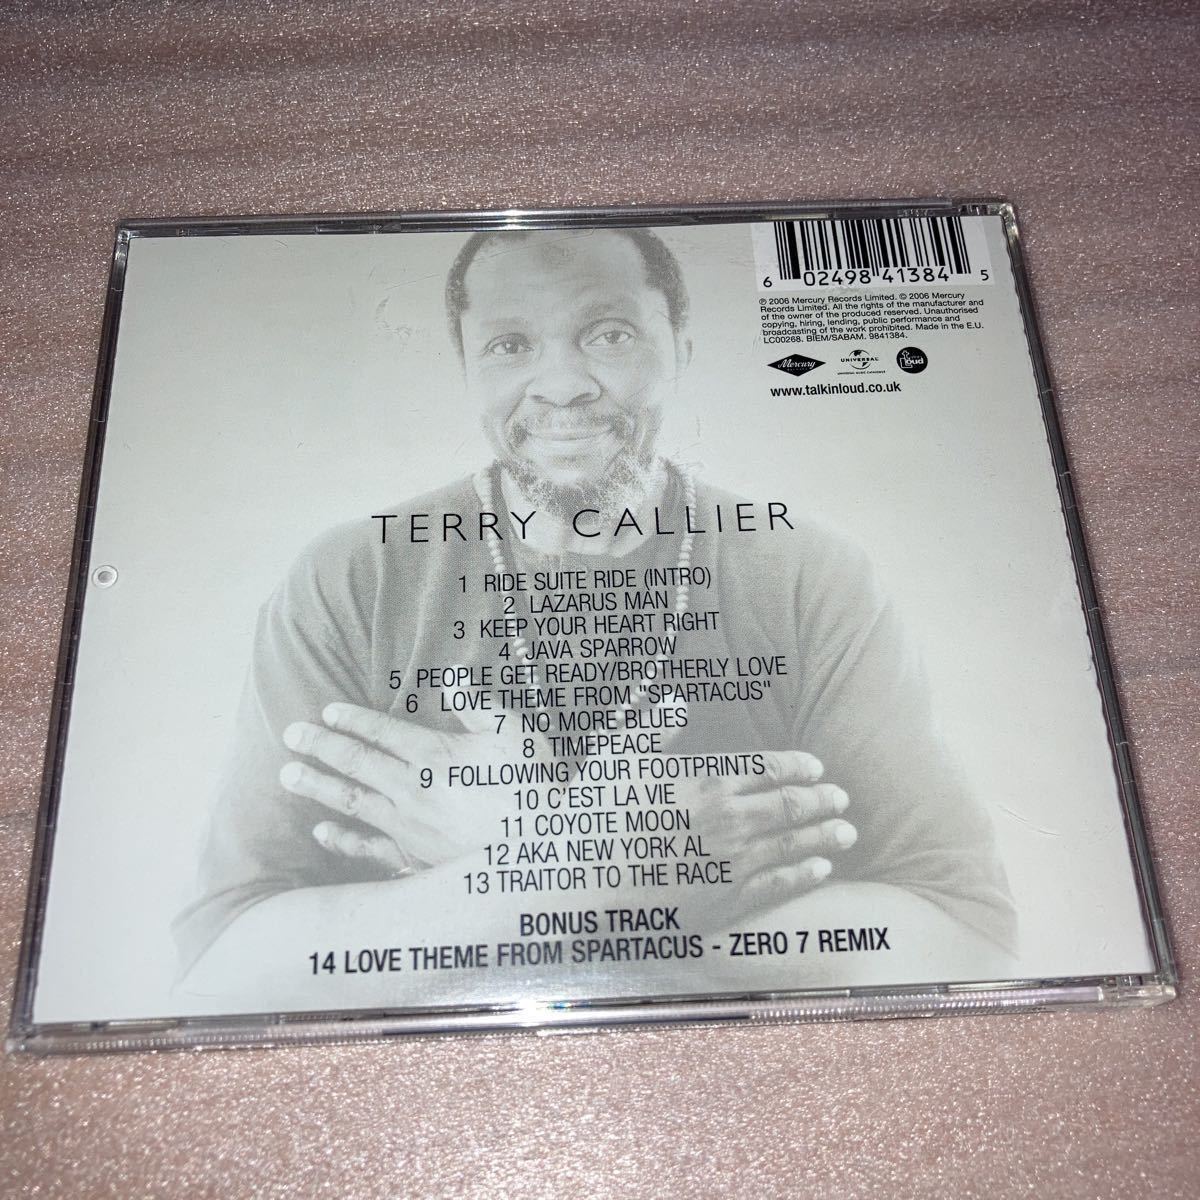 6 02498 41384 5
℗ 2006 Mercury Records Limited. © 2006 Mercury
Records Limited. All the rights of the manufacturer and
of the owner of the produced reserved. Unauthorised
copying, hiring, lending, public performance and
broadcasting of the work prohibited. Made in the E.U.
LC00268. BIEM/SABAM. 9841384.
Mercury
UNIVERSAL
loud
www.talkinloud.co.uk
TERRY CALLIER
1 RIDE SUITE RIDE (INTRO)
2 LAZARUS MAN
3 KEEP YOUR HEART RIGHT
4 JAVA SPARROW
5 PEOPLE GET READY/BROTHERLY LOVE
6 LOVE THEME FROM "SPARTACUS"
7 NO MORE BLUES
8 TIMEPEACE
9 FOLLOWING YOUR FOOTPRINTS
10 C'EST LA VIE
11 COYOTE MOON
12 AKA NEW YORK AL
13 TRAITOR TO THE RACE
BONUS TRACK
14 LOVE THEME FROM SPARTACUS - ZERO 7 REMIX